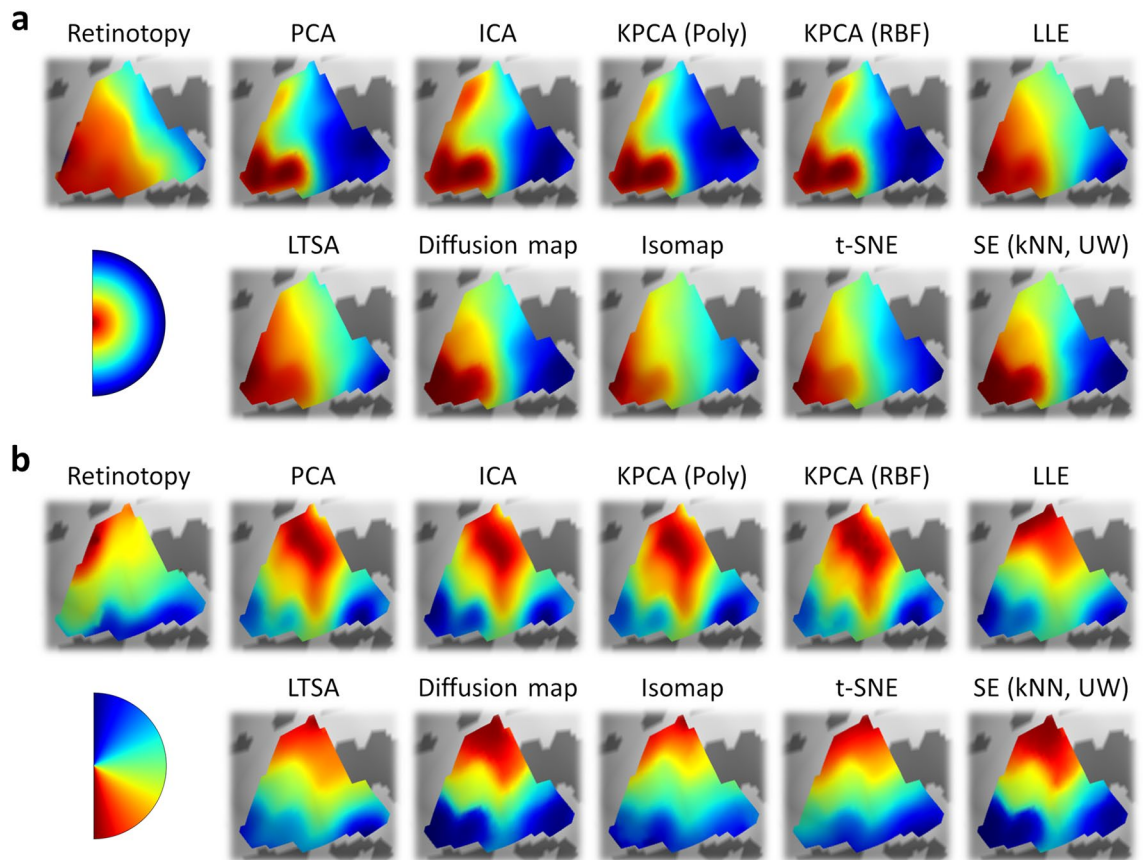 a
Retinotopy PCA ICA KPCA (Poly) KPCA (RBF) LLE
LTSA Diffusion map Isomap t-SNE SE (kNN, UW)
b
Retinotopy PCA ICA KPCA (Poly) KPCA (RBF) LLE
LTSA Diffusion map Isomap t-SNE SE (kNN, UW)